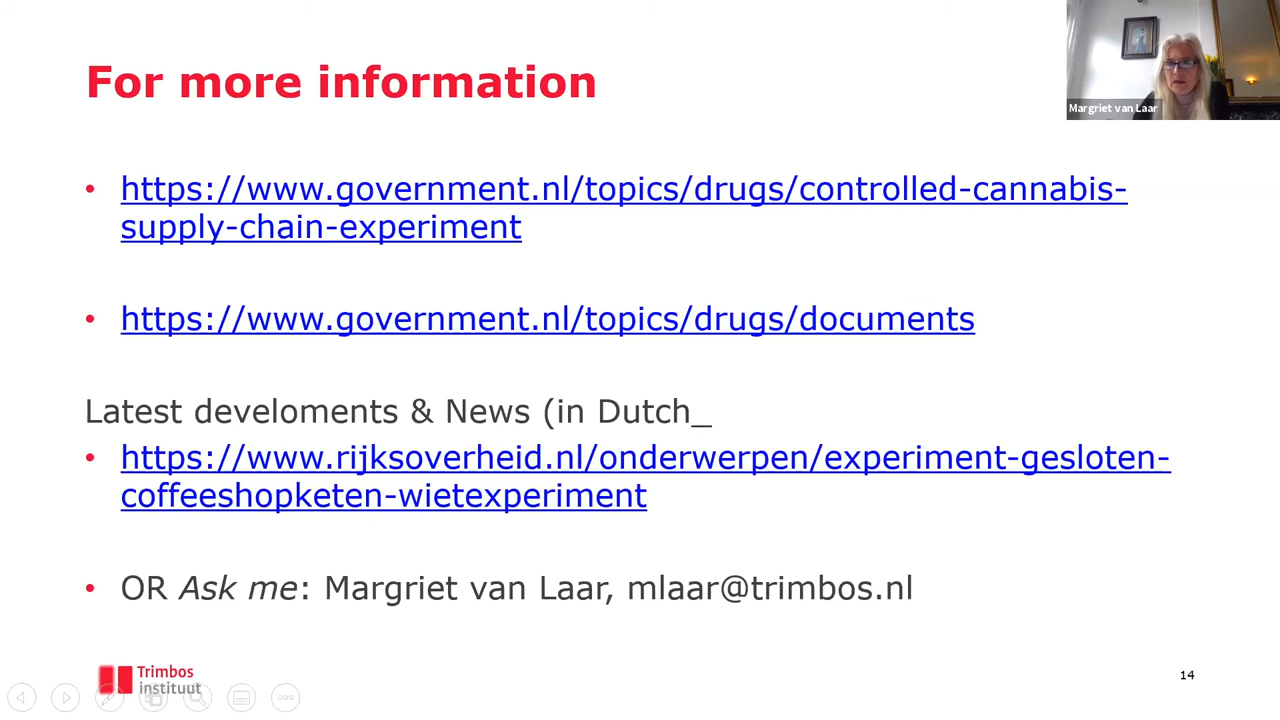 For more information
Margriet van Laar
• https://www.government.nl/topics/drugs/controlled-cannabis-
supply-chain-experiment
• https://www.government.nl/topics/drugs/documents
Latest develoments & News (in Dutch_
• https://www.rijksoverheid.nl/onderwerpen/experiment-gesloten-
coffeeshopketen-wietexperiment
• OR Ask me: Margriet van Laar, mlaar@trimbos.nl
Trimbos
instituut
14